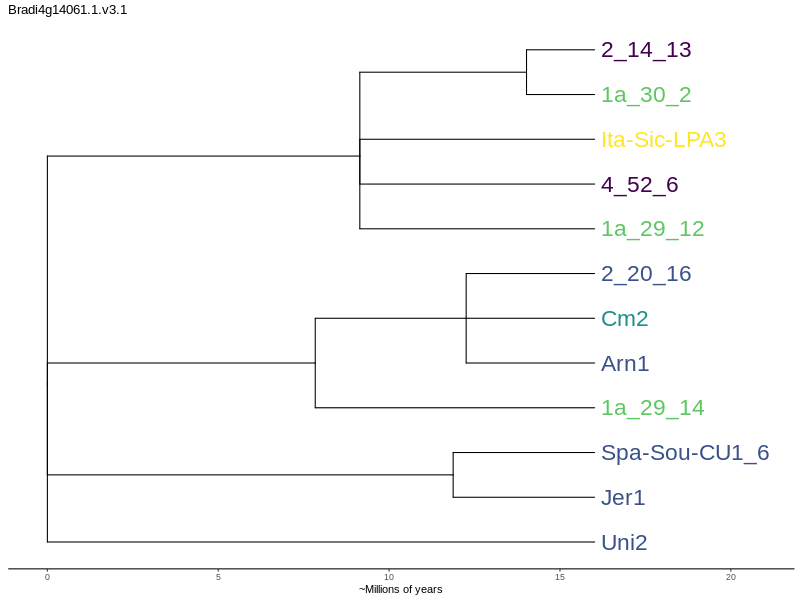 Bradi4g14061.1.v3.1
2_14_13
1a_30_2
Ita-Sic-LPA3
4_52_6
1a_29_12
2_20_16
Cm2
Arn1
1a_29_14
Spa-Sou-CU1_6
Jer1
Uni2
0 5 10 15 20
~Millions of years